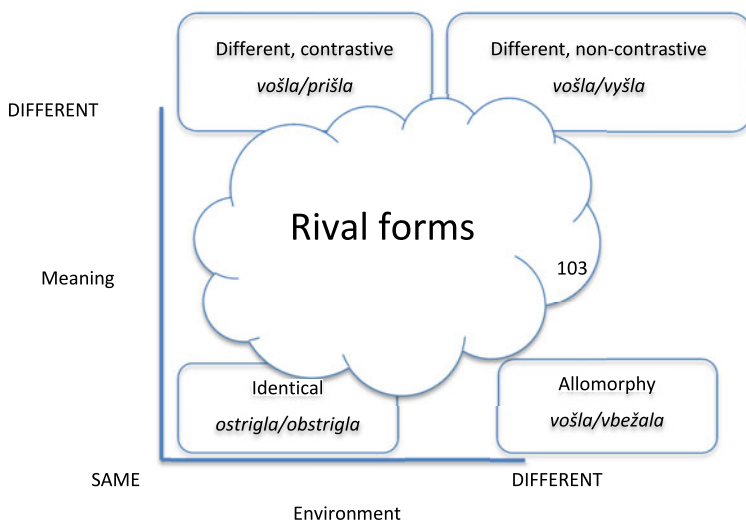 Different, contrastive
vošla/prišla
Different, non-contrastive
vošla/vyšla
DIFFERENT
Rival forms
103
Meaning
Identical
ostrigla/obstrigla
Allomorphy
vošla/vbežala
SAME
DIFFERENT
Environment